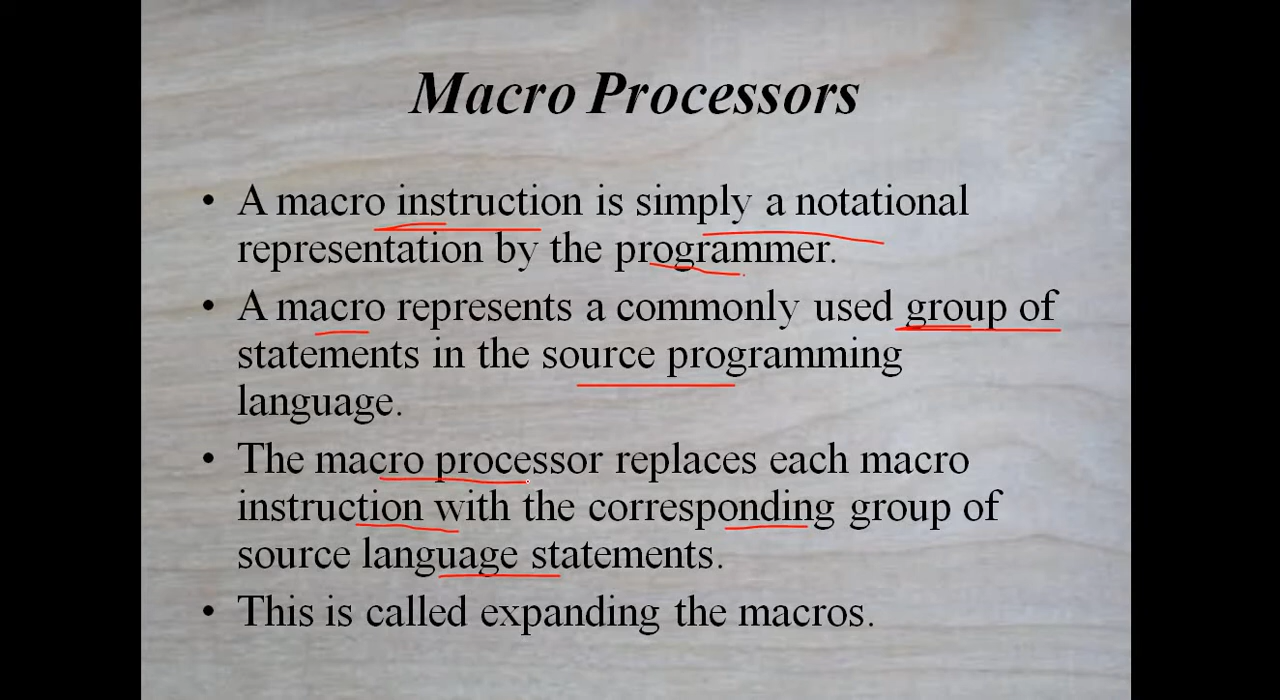 Macro Processors
• A macro instruction is simply a notational
representation by the programmer.
• A macro represents a commonly used group of
statements in the source programming
language.
• The macro processor replaces each macro
instruction with the corresponding group of
source language statements.
• This is called expanding the macros.